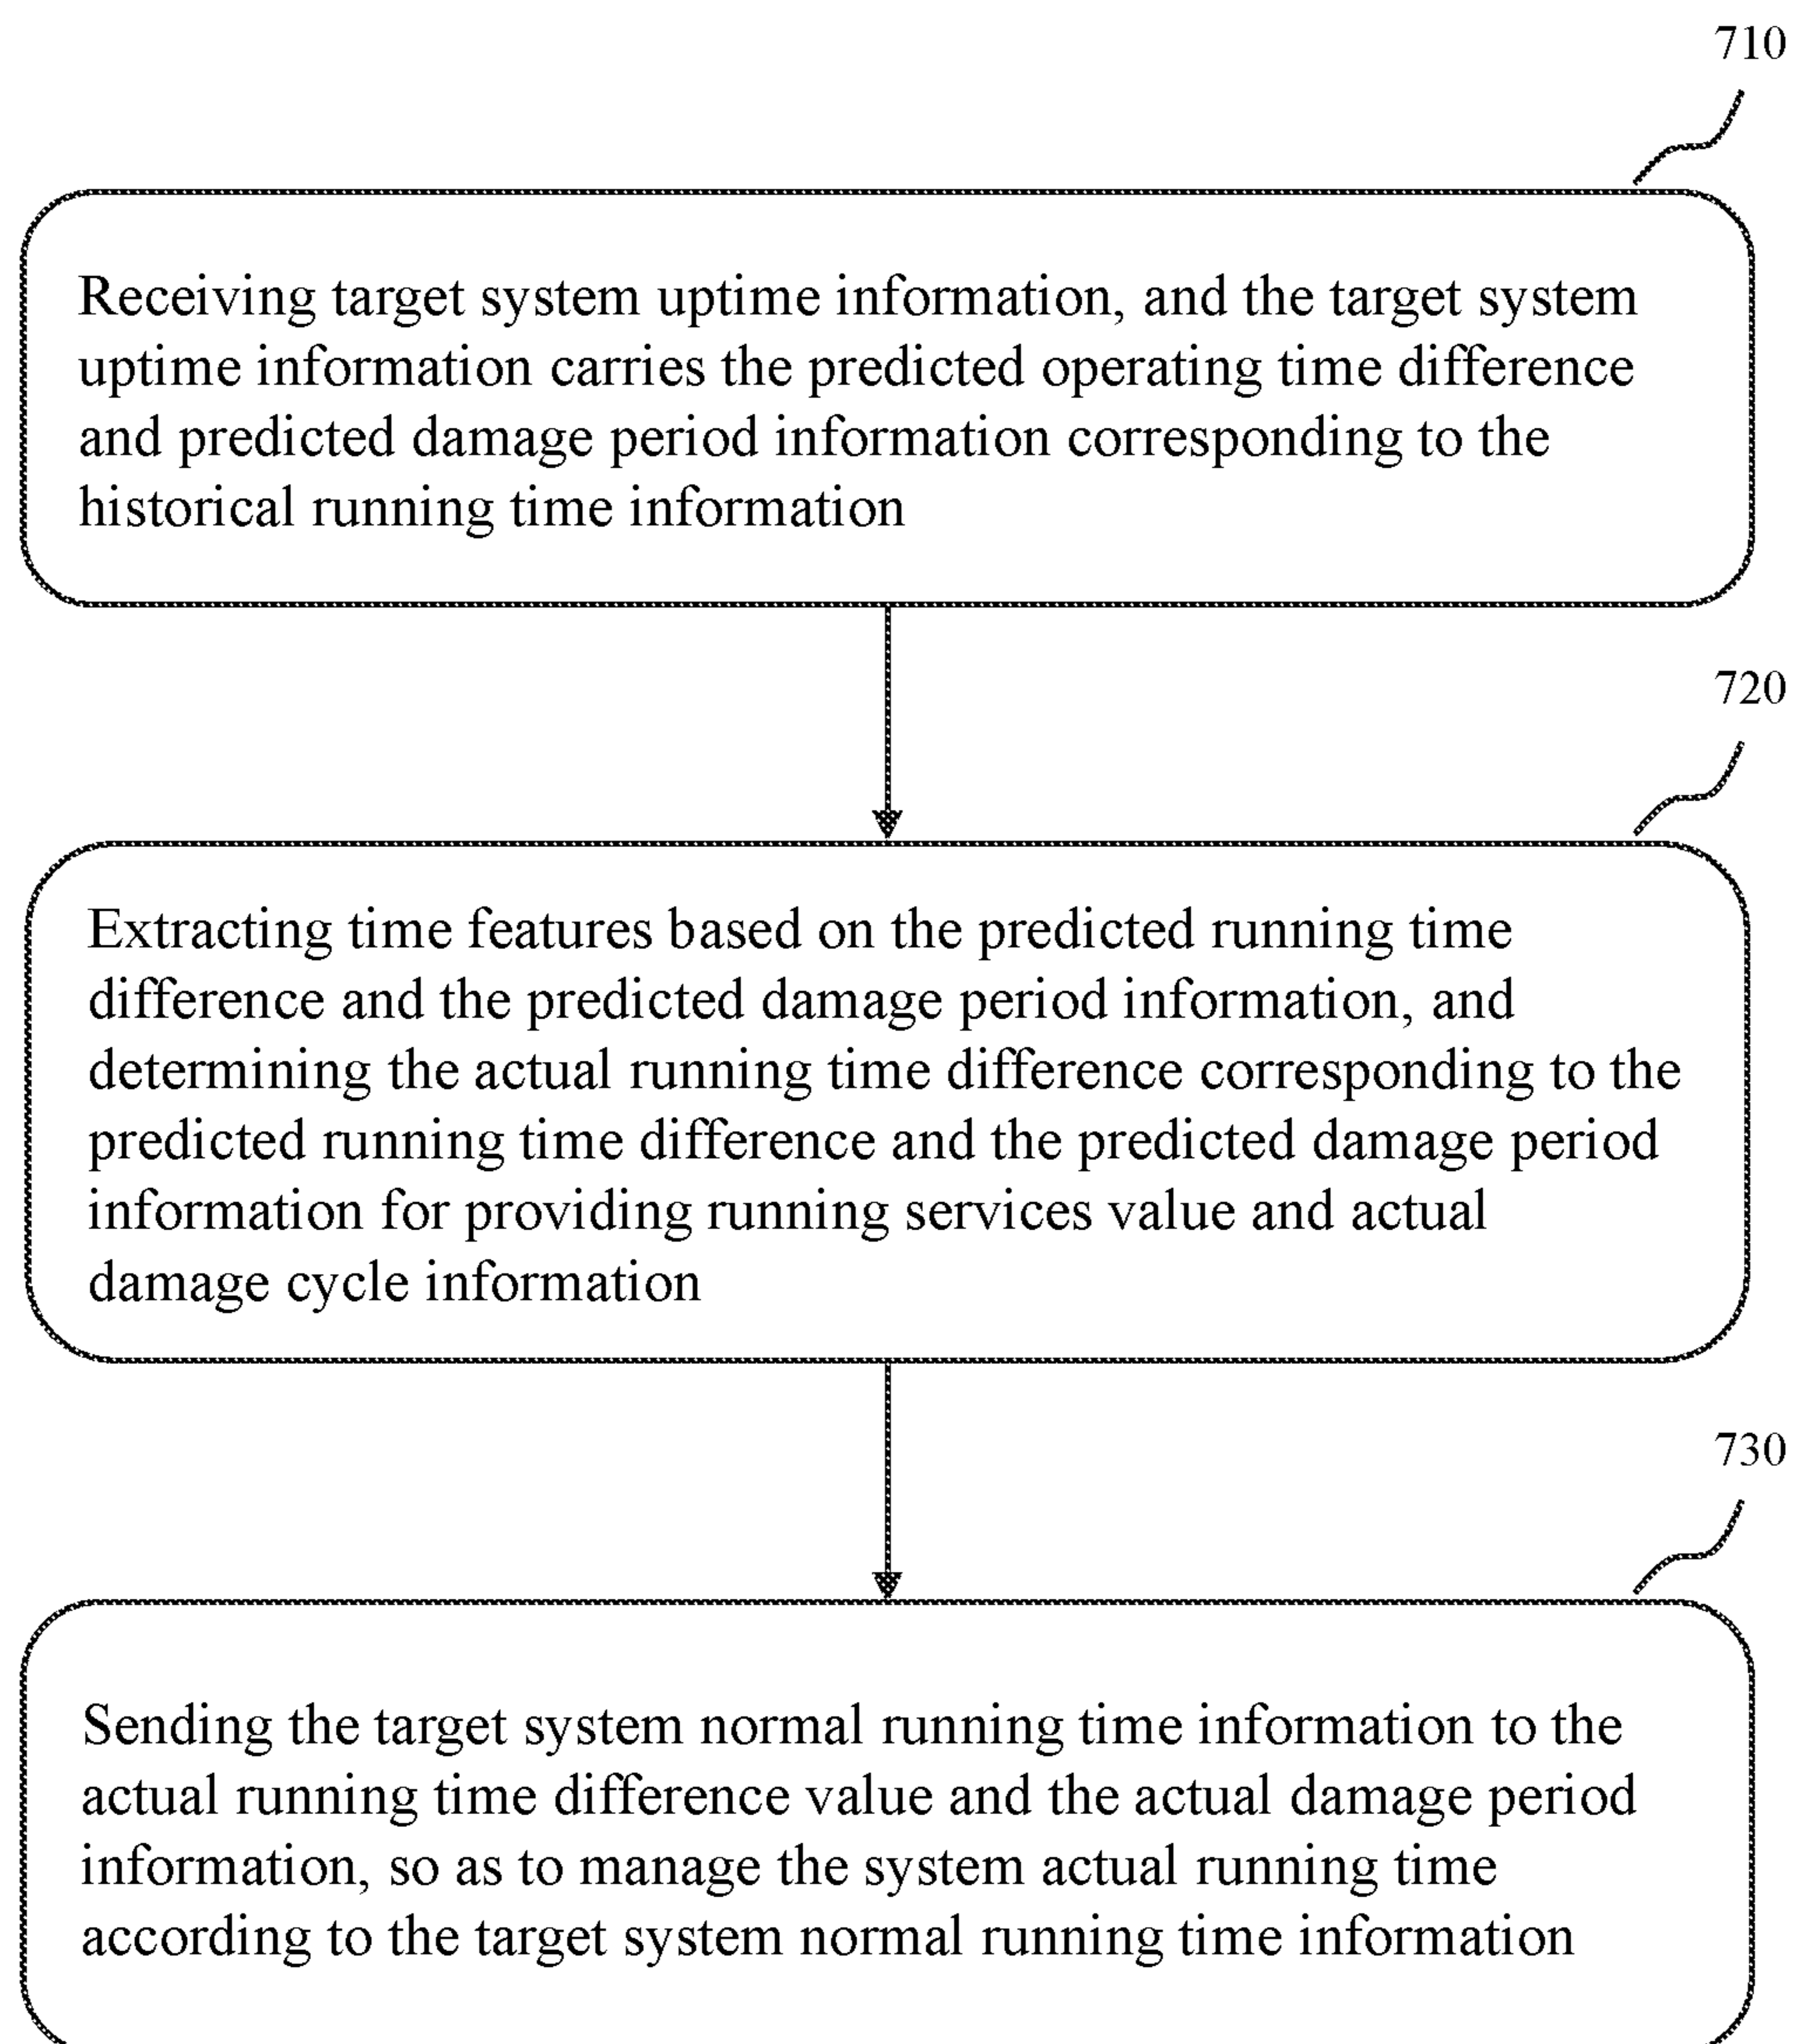 710
Receiving target system uptime information, and the target system
uptime information carries the predicted operating time difference
and predicted damage period information corresponding to the
historical running time information
720
Extracting time features based on the predicted running time
difference and the predicted damage period information, and
determining the actual running time difference corresponding to the
predicted running time difference and the predicted damage period
information for providing running services value and actual
damage cycle information
730
Sending the target system normal running time information to the
actual running time difference value and the actual damage period
information, so as to manage the system actual running time
according to the target system normal running time information